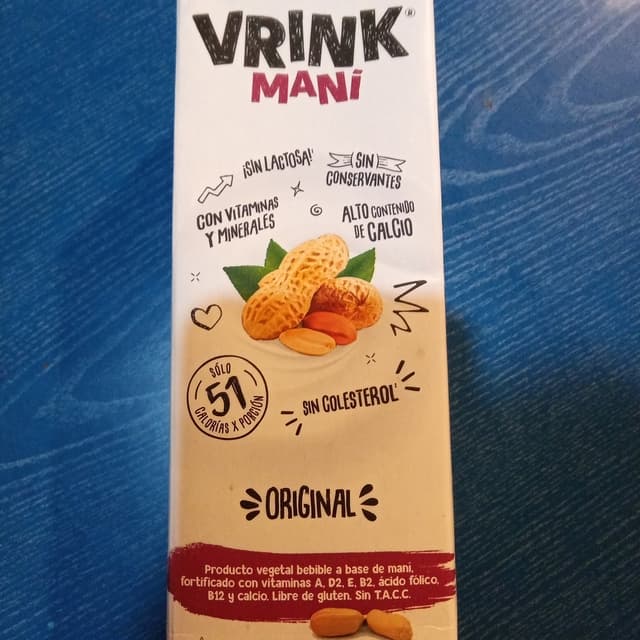 VRINK®
MANÍ
¡SIN LACTOSA!¹
SIN
CONSERVANTES
CON VITAMINAS
Y MINERALES
ALTO CONTENIDO
DE CALCIO
SÓLO
51
CALORÍAS X PORCIÓN
SIN COLESTEROL¹
ORIGINAL
Producto vegetal bebible a base de maní,
fortificado con vitaminas A, D2, E, B2, ácido fólico,
B12 y calcio. Libre de gluten. Sin T.A.C.C.